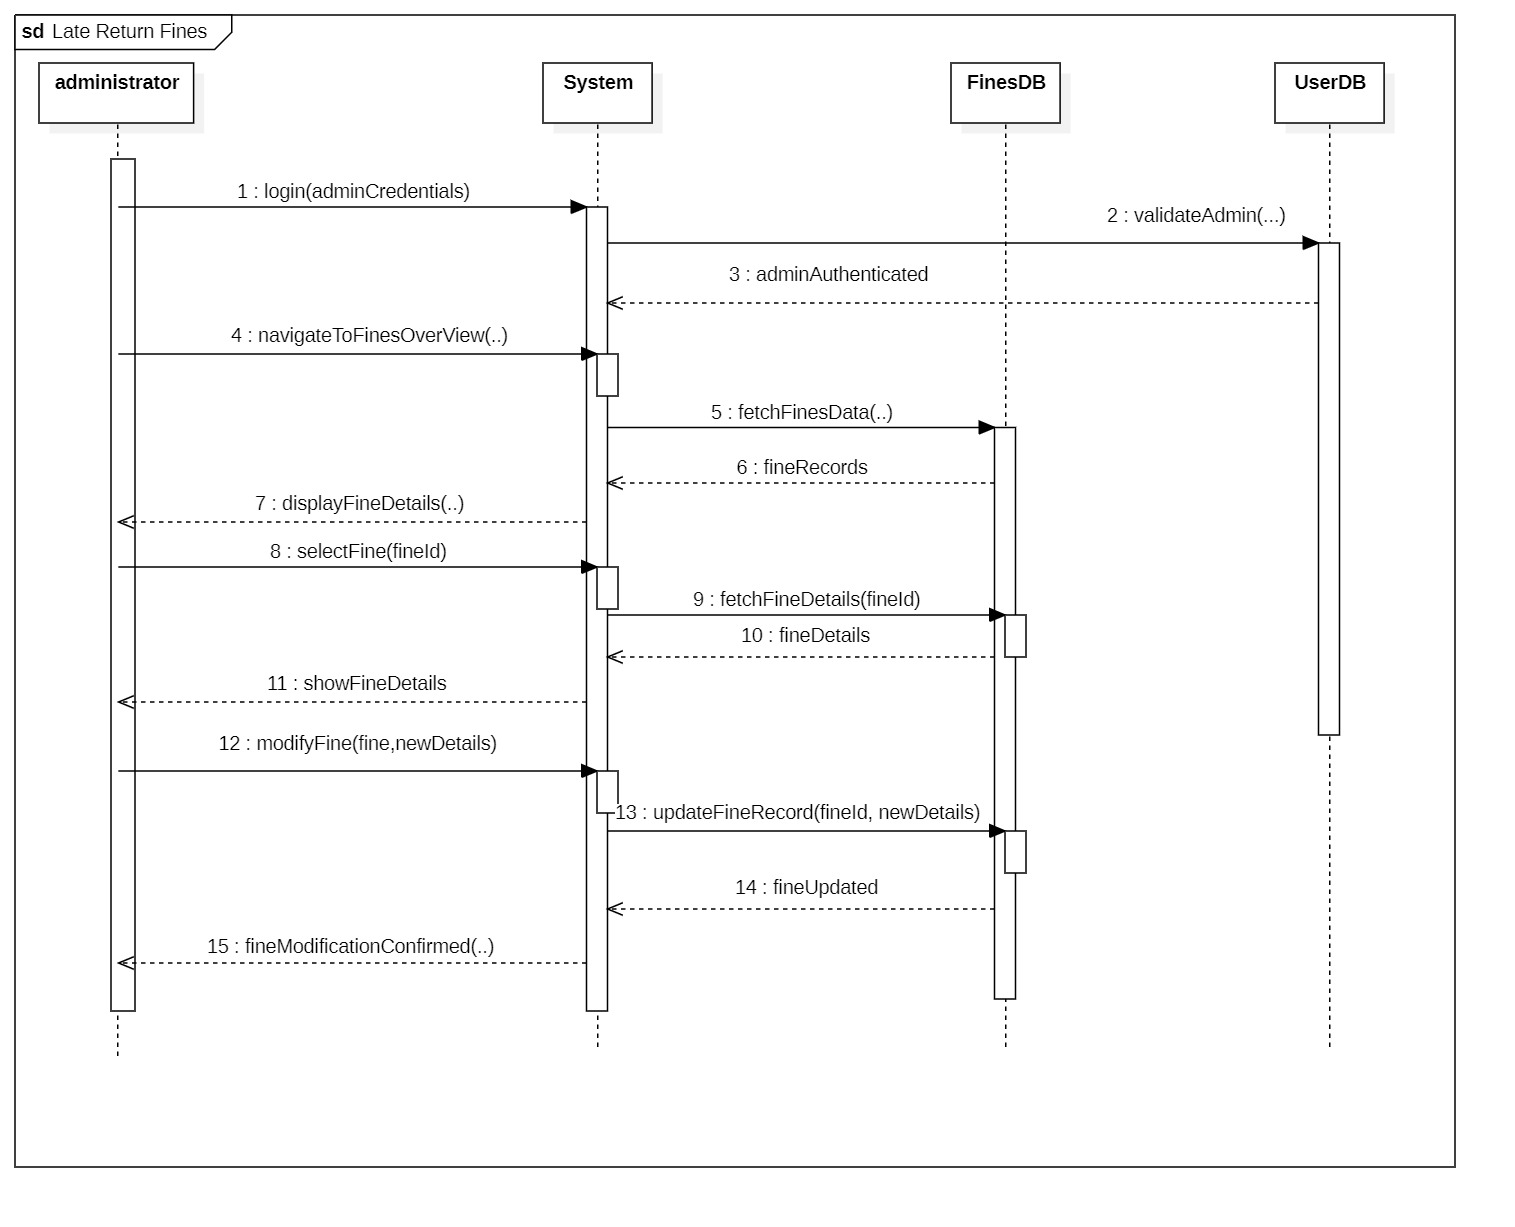 sd Late Return Fines
administrator
System
FinesDB
UserDB
1 : login(adminCredentials)
2 : validateAdmin(...)
3 : adminAuthenticated
4 : navigateToFinesOverView(..)
5 : fetchFinesData(..)
6 : fineRecords
7 : displayFineDetails(..)
8 : selectFine(fineId)
9 : fetchFineDetails(fineId)
10 : fineDetails
11 : showFineDetails
12 : modifyFine(fine,newDetails)
13 : updateFineRecord(fineId, newDetails)
14 : fineUpdated
15 : fineModificationConfirmed(..)